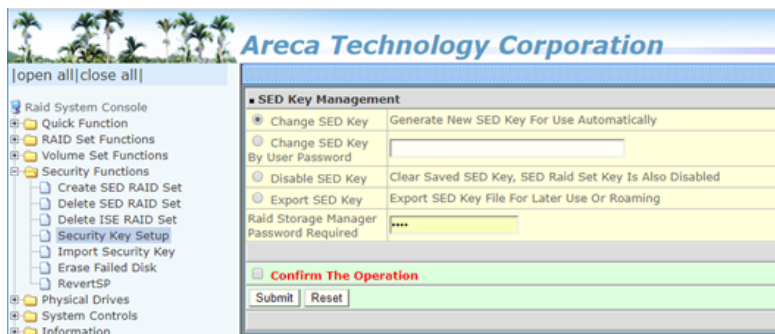 Areca Technology Corporation
|open all|close all|
Raid System Console
Quick Function
RAID Set Functions
Volume Set Functions
Security Functions
Create SED RAID Set
Delete SED RAID Set
Delete ISE RAID Set
Security Key Setup
Import Security Key
Erase Failed Disk
RevertSP
Physical Drives
System Controls
Information
SED Key Management
Change SED Key Generate New SED Key For Use Automatically
Change SED Key
By User Password
Disable SED Key Clear Saved SED Key, SED Raid Set Key Is Also Disabled
Export SED Key Export SED Key File For Later Use Or Roaming
Raid Storage Manager
Password Required ••••
Confirm The Operation
Submit Reset